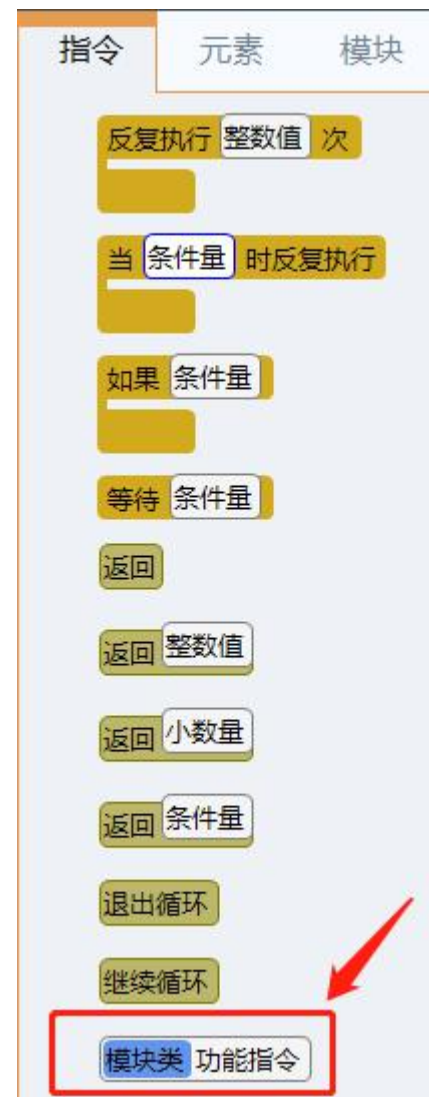 指令 元素 模块
反复执行 整数值 次
当 条件量 时反复执行
如果 条件量
等待 条件量
返回
返回 整数值
返回 小数量
返回 条件量
退出循环
继续循环
模块类 功能指令